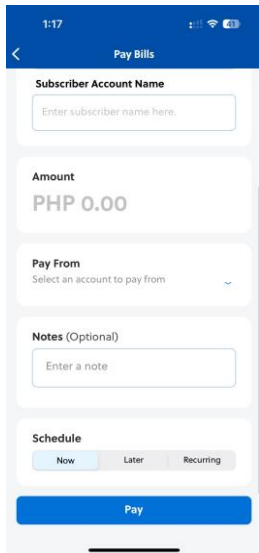 1:17
41
Pay Bills
Subscriber Account Name
Enter subscriber name here.
Amount
PHP 0.00
Pay From
Select an account to pay from
Notes (Optional)
Enter a note
Schedule
Now Later Recurring
Pay